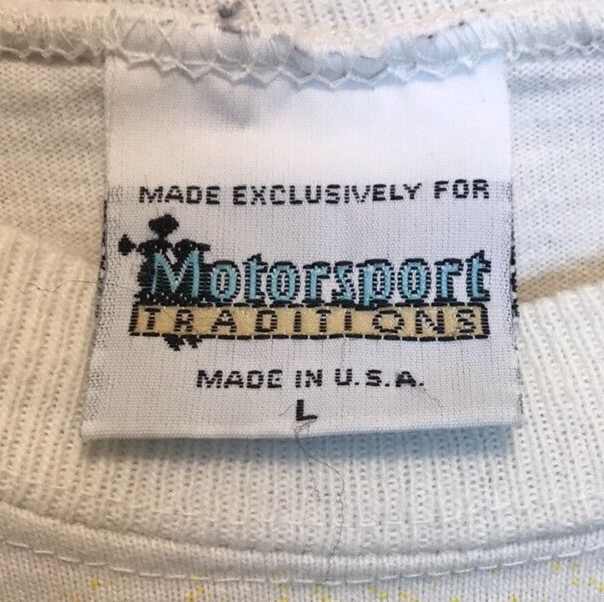 MADE EXCLUSIVELY FOR
Motorsport
TRADITIONS
MADE IN U.S.A.
L